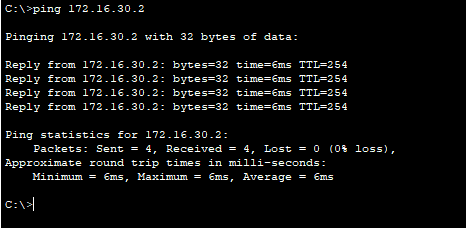 C:\>ping 172.16.30.2
Pinging 172.16.30.2 with 32 bytes of data:
Reply from 172.16.30.2: bytes=32 time=6ms TTL=254
Reply from 172.16.30.2: bytes=32 time=6ms TTL=254
Reply from 172.16.30.2: bytes=32 time=6ms TTL=254
Reply from 172.16.30.2: bytes=32 time=6ms TTL=254
Ping statistics for 172.16.30.2:
    Packets: Sent = 4, Received = 4, Lost = 0 (0% loss),
Approximate round trip times in milli-seconds:
    Minimum = 6ms, Maximum = 6ms, Average = 6ms
C:\>